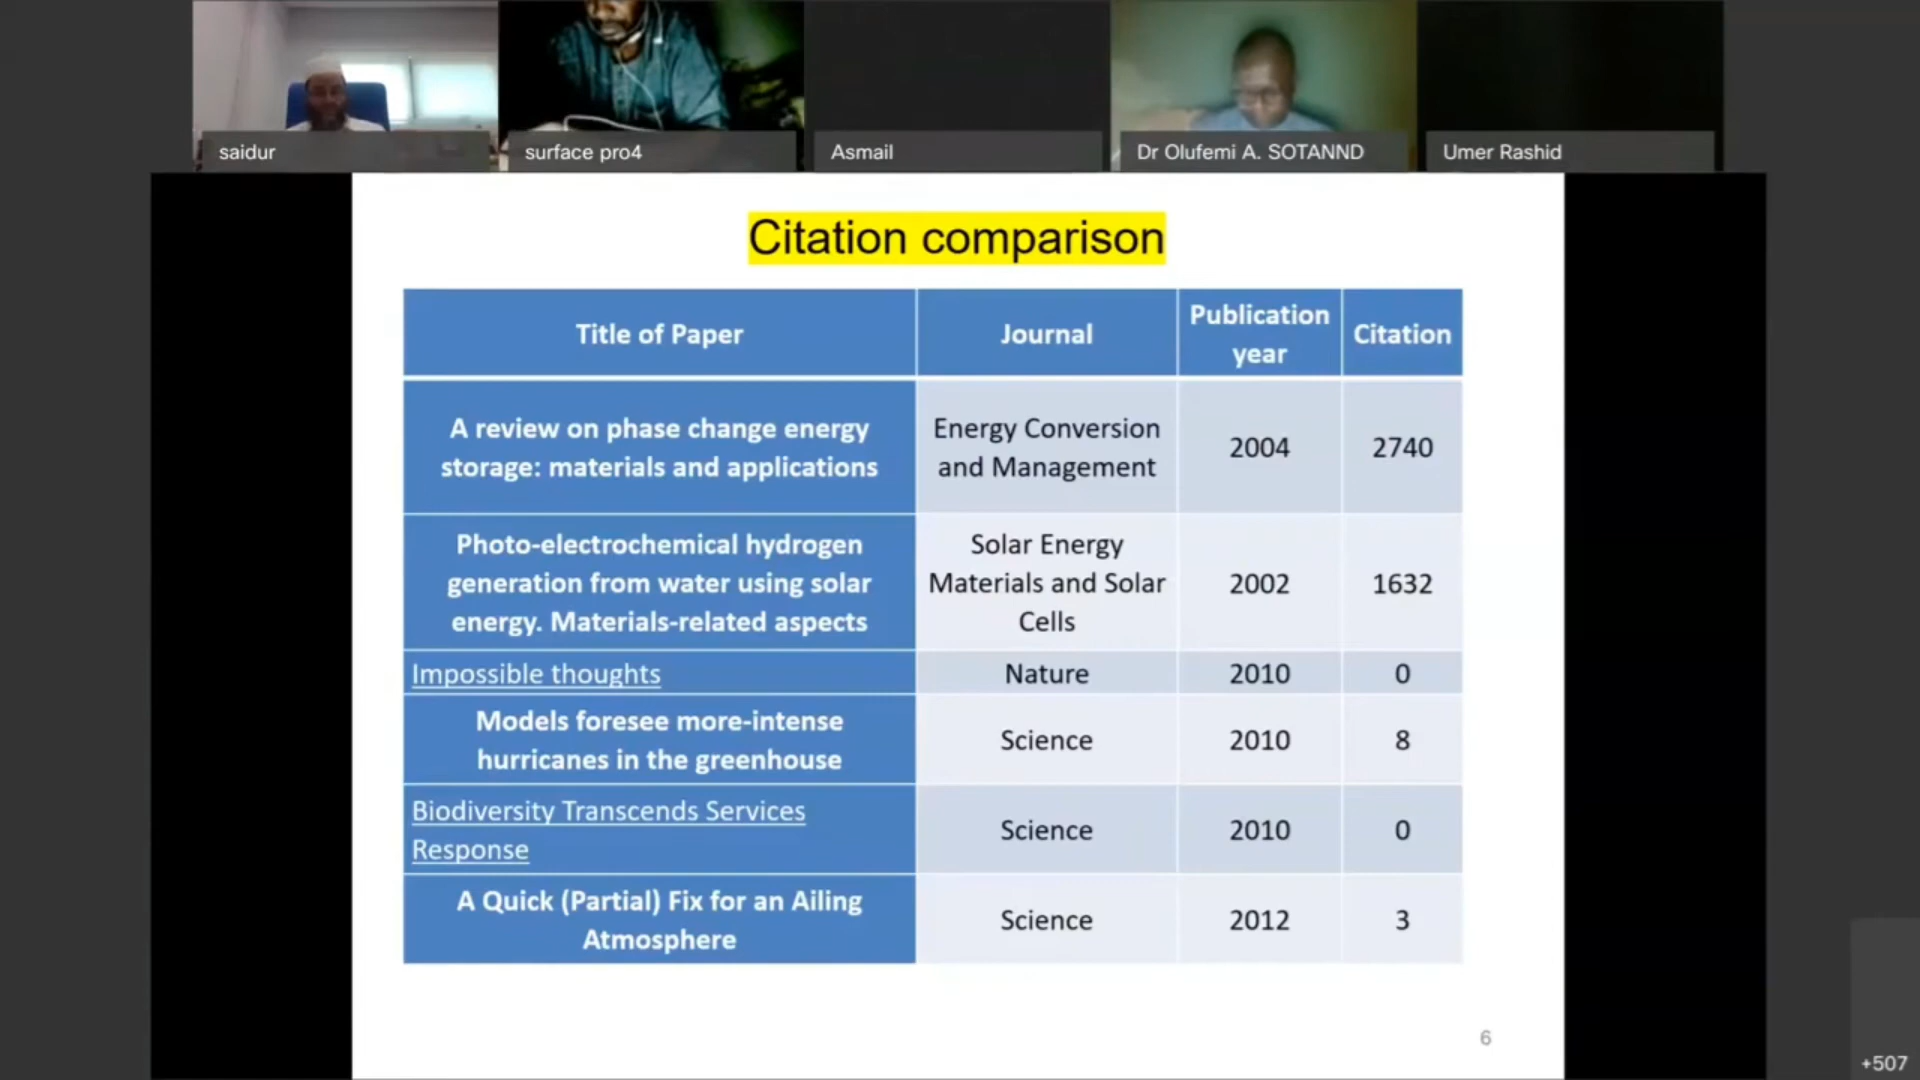 saidur
surface pro4
Asmail
Dr Olufemi A. SOTANND
Umer Rashid
Citation comparison
Title of Paper
Journal
Publication
year
Citation
A review on phase change energy
storage: materials and applications
Energy Conversion
and Management
2004
2740
Photo-electrochemical hydrogen
generation from water using solar
energy. Materials-related aspects
Solar Energy
Materials and Solar
Cells
2002
1632
Impossible thoughts
Nature
2010
0
Models foresee more-intense
hurricanes in the greenhouse
Science
2010
8
Biodiversity Transcends Services
Response
Science
2010
0
A Quick (Partial) Fix for an Ailing
Atmosphere
Science
2012
3
6
+507